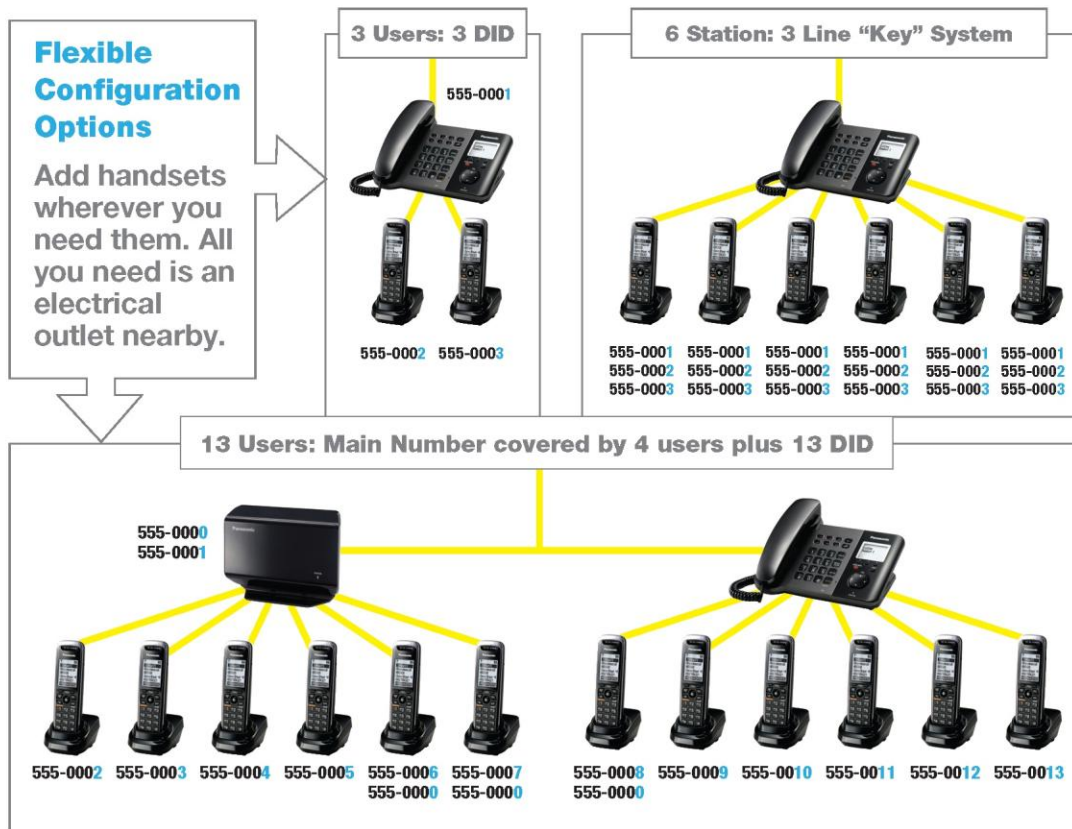 Flexible
Configuration
Options
Add handsets
wherever you
need them. All
you need is an
electrical
outlet nearby.
3 Users: 3 DID
555-0001
Panasonic
555-0002 555-0003
6 Station: 3 Line “Key” System
Panasonic
555-0001 555-0001 555-0001 555-0001 555-0001 555-0001
555-0002 555-0002 555-0002 555-0002 555-0002 555-0002
555-0003 555-0003 555-0003 555-0003 555-0003 555-0003
13 Users: Main Number covered by 4 users plus 13 DID
555-0000
555-0001
Panasonic
Panasonic
555-0002 555-0003 555-0004 555-0005 555-0006 555-0007
555-0000 555-0000
555-0008 555-0009 555-0010 555-0011 555-0012 555-0013
555-0000